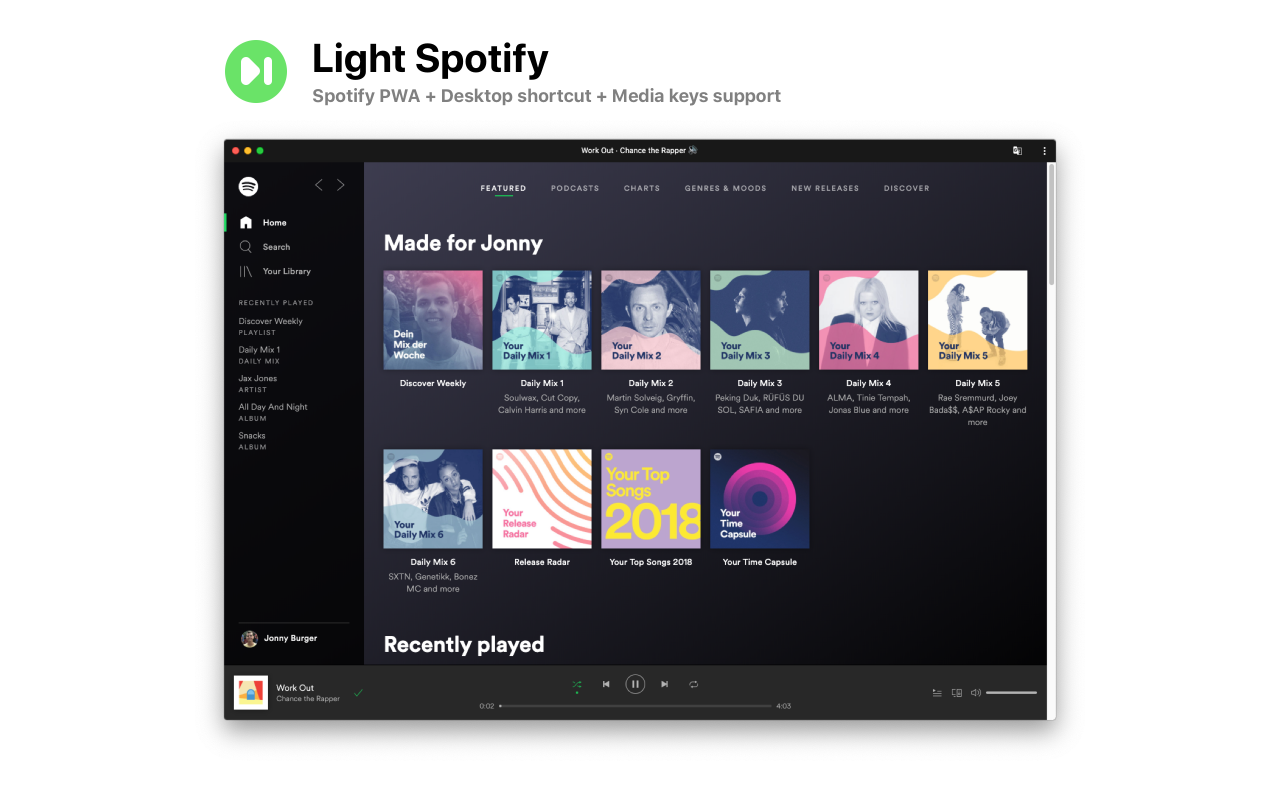 Light Spotify
Spotify PWA + Desktop shortcut + Media keys support
Work Out · Chance the Rapper
FEATURED PODCASTS CHARTS GENRES & MOODS NEW RELEASES DISCOVER
Home
Search
Your Library
RECENTLY PLAYED
Discover Weekly
PLAYLIST
Daily Mix 1
DAILY MIX
Jax Jones
ARTIST
All Day And Night
ALBUM
Snacks
ALBUM
Jonny Burger
Made for Jonny
Dein
Mix der
Woche
Discover Weekly
Your
Daily Mix 1
Daily Mix 1
Soulwax, Cut Copy,
Calvin Harris and more
Your
Daily Mix 2
Daily Mix 2
Martin Solveig, Gryffin,
Syn Cole and more
Your
Daily Mix 3
Daily Mix 3
Peking Duk, RÜFÜS DU
SOL, SAFIA and more
Your
Daily Mix 4
Daily Mix 4
ALMA, Tinie Tempah,
Jonas Blue and more
Your
Daily Mix 5
Daily Mix 5
Rae Sremmurd, Joey
Bada$$, A$AP Rocky and
more
Your
Daily Mix 6
Daily Mix 6
SXTN, Genetikk, Bonez
MC and more
Your
Release
Radar
Release Radar
Your Top
Songs
2018
Your Top Songs 2018
Your
Time
Capsule
Your Time Capsule
Recently played
Work Out
Chance the Rapper
0:02
4:03